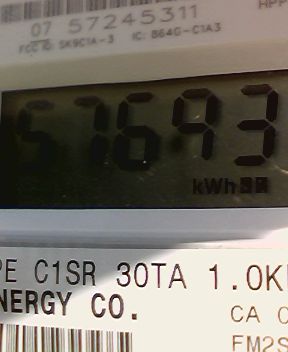 HPP
07 57245311
FCC ID: SK9C1A-3 IC: 864G-C1A3
57693
kWh
PE C1SR 30TA 1.0K
NERGY CO.
CA
FM2S